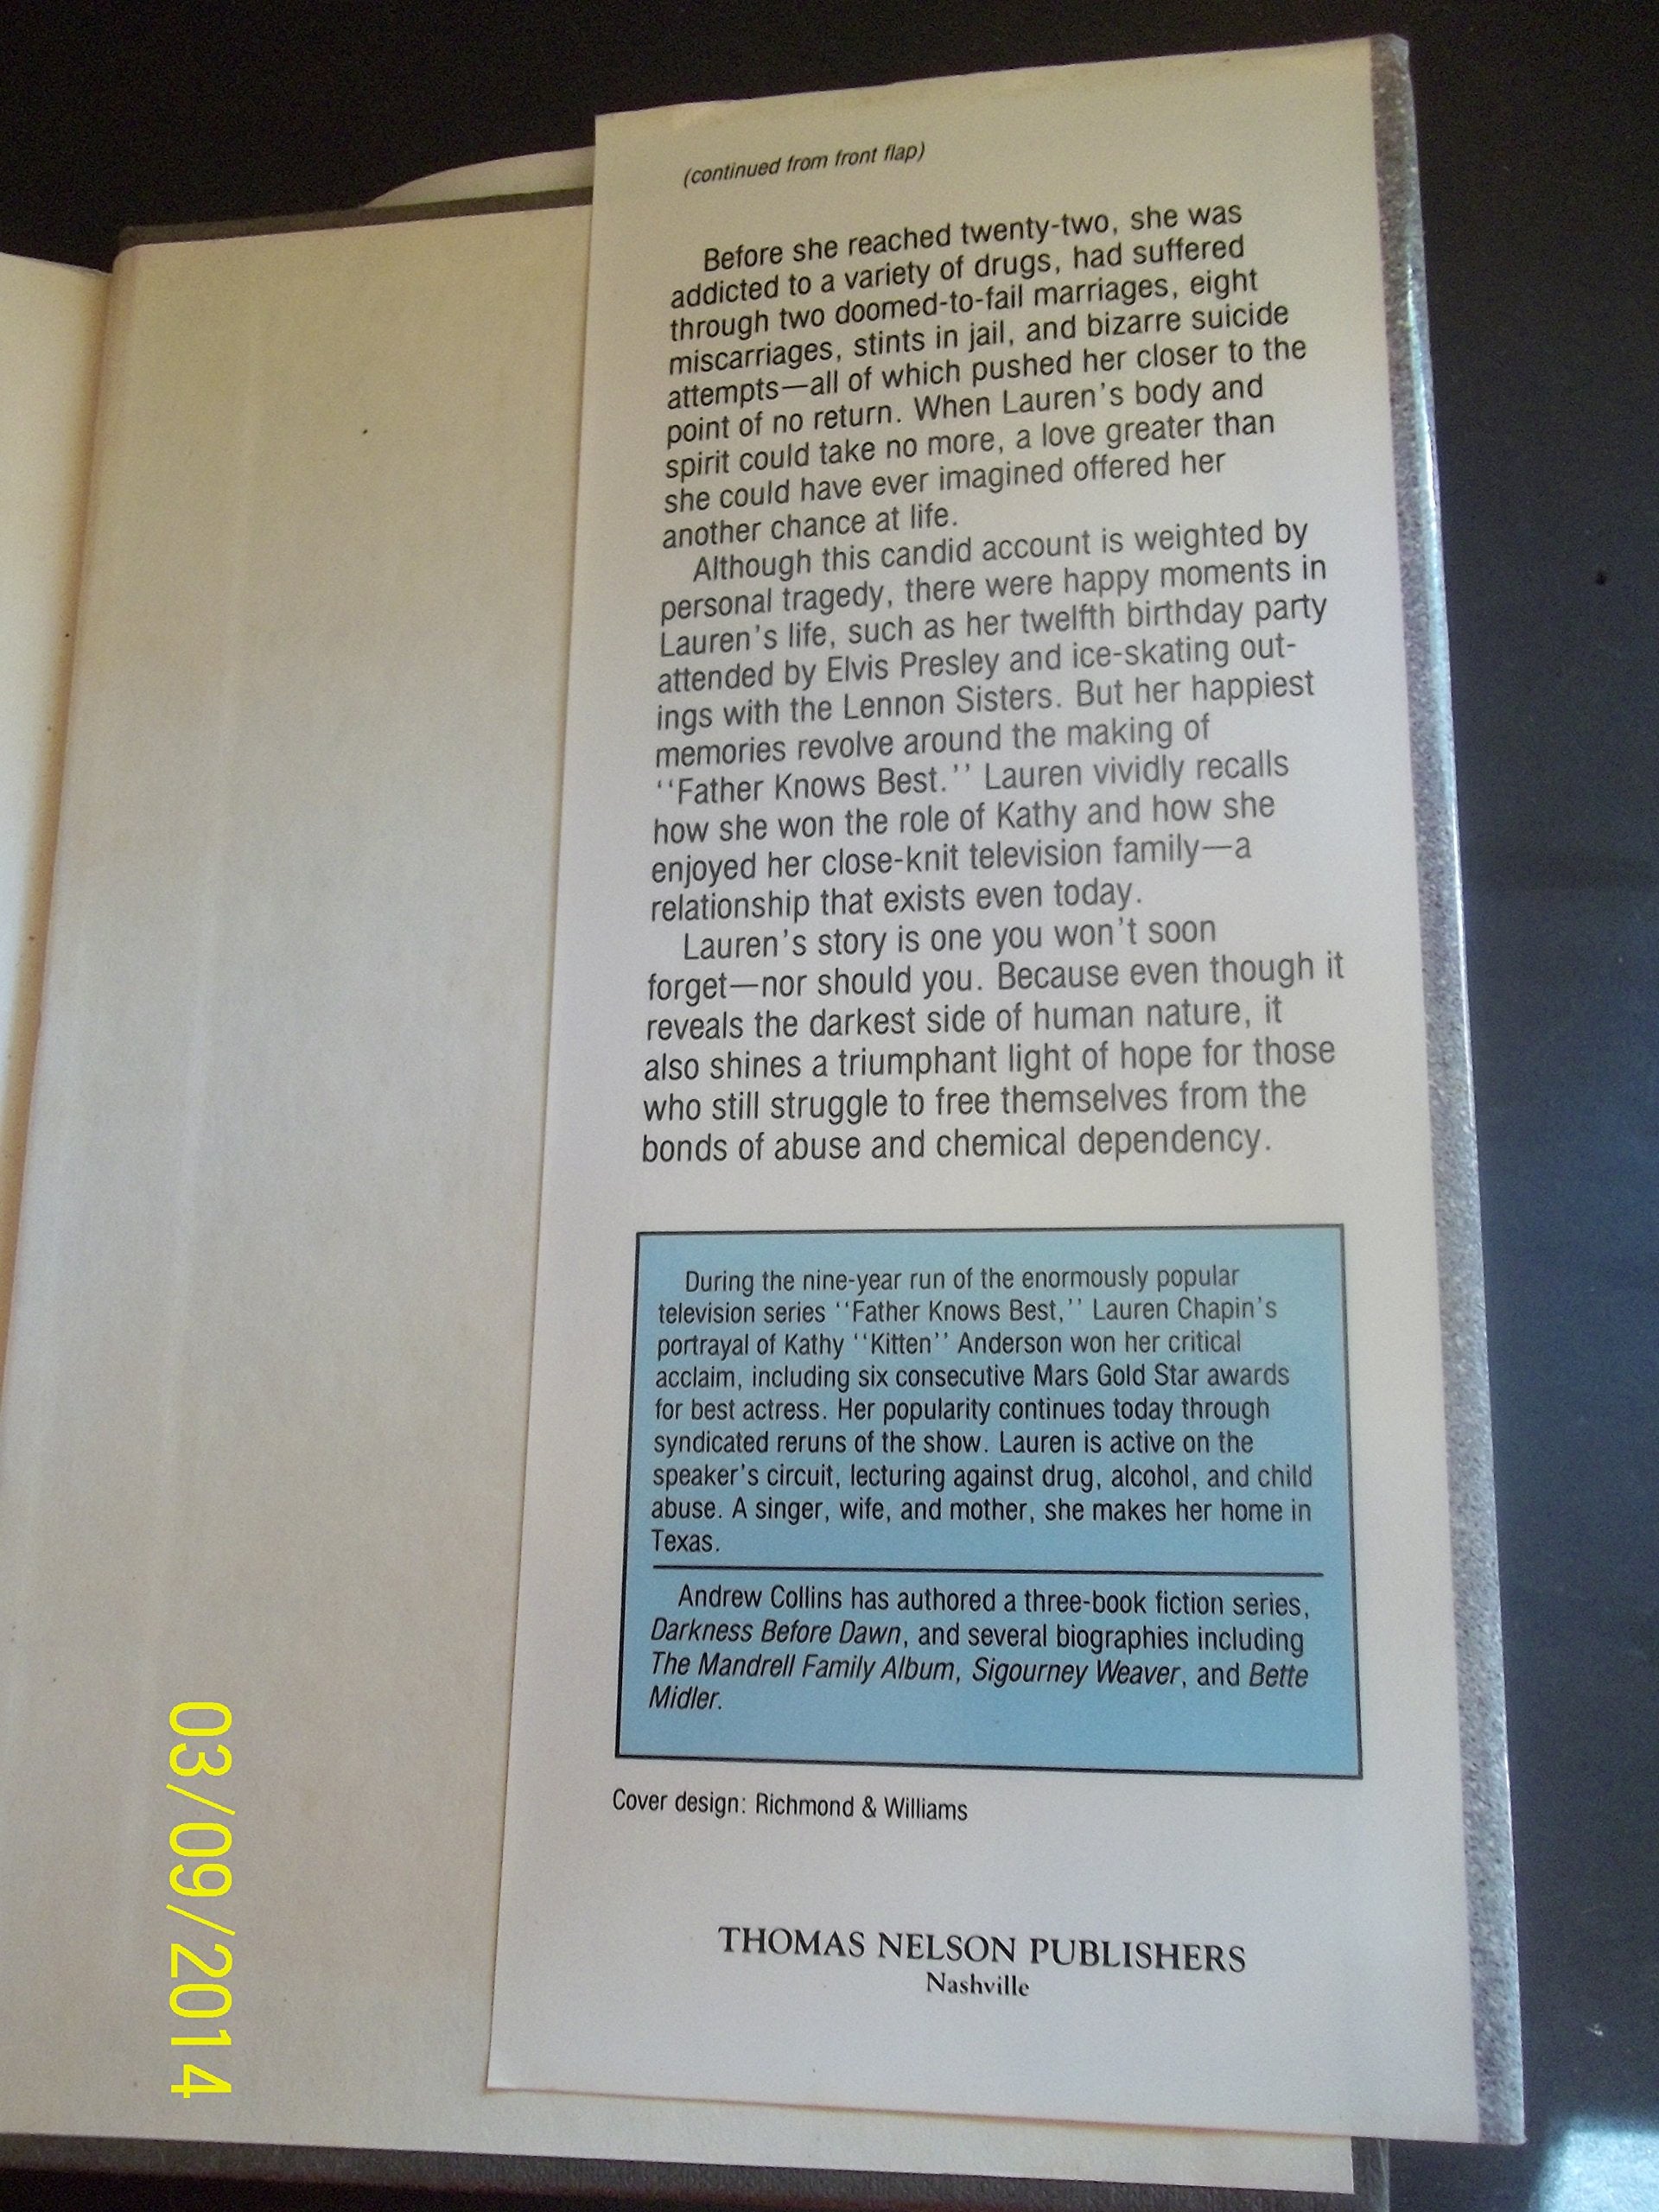 (continued from front flap)
Before she reached twenty-two, she was
addicted to a variety of drugs, had suffered
through two doomed-to-fail marriages, eight
miscarriages, stints in jail, and bizarre suicide
attempts—all of which pushed her closer to the
point of no return. When Lauren's body and
spirit could take no more, a love greater than
she could have ever imagined offered her
another chance at life.
Although this candid account is weighted by
personal tragedy, there were happy moments in
Lauren's life, such as her twelfth birthday party
attended by Elvis Presley and ice-skating out-
ings with the Lennon Sisters. But her happiest
memories revolve around the making of
''Father Knows Best.'' Lauren vividly recalls
how she won the role of Kathy and how she
enjoyed her close-knit television family—a
relationship that exists even today.
Lauren's story is one you won't soon
forget—nor should you. Because even though it
reveals the darkest side of human nature, it
also shines a triumphant light of hope for those
who still struggle to free themselves from the
bonds of abuse and chemical dependency.
During the nine-year run of the enormously popular
television series ''Father Knows Best,'' Lauren Chapin's
portrayal of Kathy ''Kitten'' Anderson won her critical
acclaim, including six consecutive Mars Gold Star awards
for best actress. Her popularity continues today through
syndicated reruns of the show. Lauren is active on the
speaker's circuit, lecturing against drug, alcohol, and child
abuse. A singer, wife, and mother, she makes her home in
Texas.
Andrew Collins has authored a three-book fiction series,
Darkness Before Dawn, and several biographies including
The Mandrell Family Album, Sigourney Weaver, and Bette
Midler.
Cover design: Richmond & Williams
THOMAS NELSON PUBLISHERS
Nashville
03/09/2014